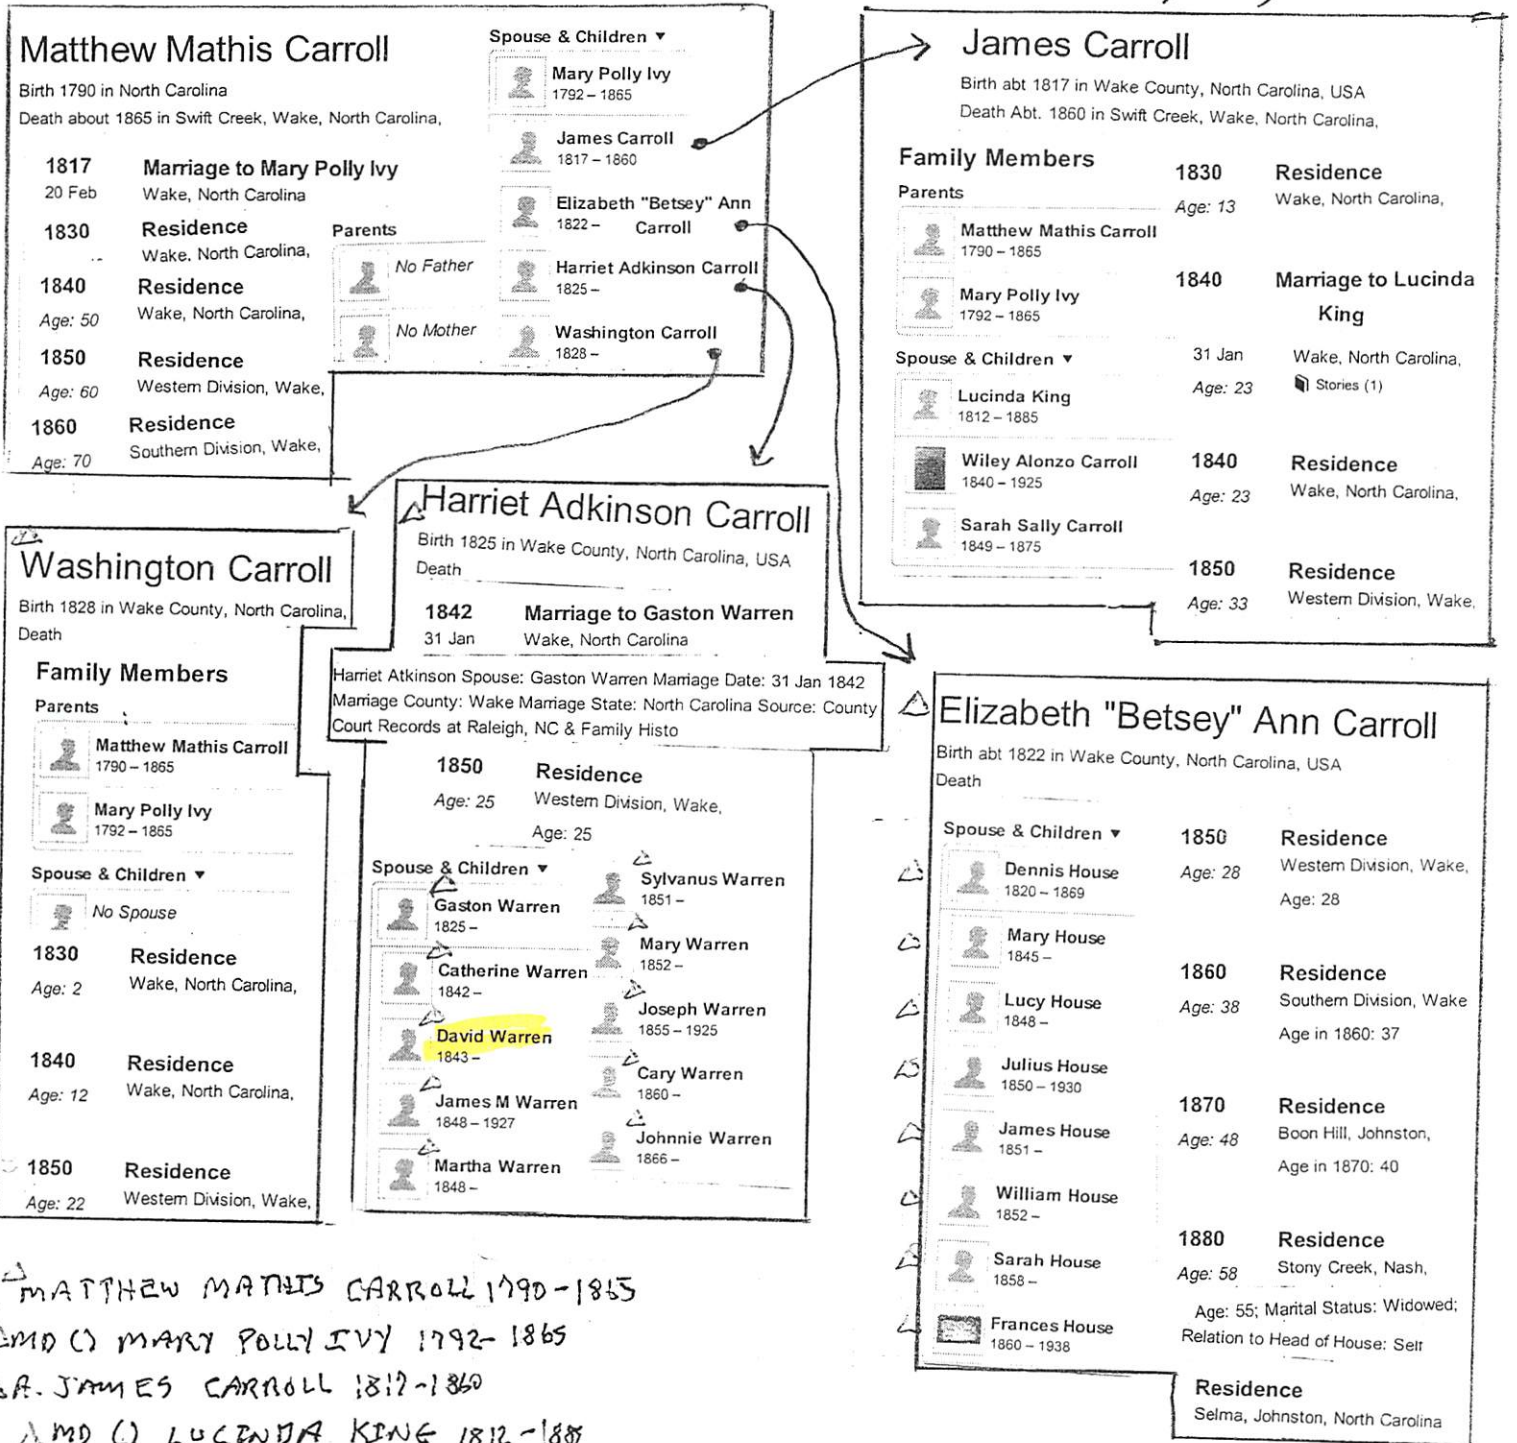 Matthew Mathis Carroll
Birth 1790 in North Carolina
Death about 1865 in Swift Creek, Wake, North Carolina,
1817 Marriage to Mary Polly Ivy
20 Feb Wake, North Carolina
1830 Residence
Wake. North Carolina,
1840 Residence
Age: 50 Wake, North Carolina,
1850 Residence
Age: 60 Western Division, Wake,
1860 Residence
Age: 70 Southern Division, Wake,
Parents
No Father
No Mother
Spouse & Children ▼
Mary Polly Ivy
1792 – 1865
James Carroll
1817 – 1860
Elizabeth "Betsey" Ann
1822 – Carroll
Harriet Adkinson Carroll
1825 –
Washington Carroll
1828 –
James Carroll
Birth abt 1817 in Wake County, North Carolina, USA
Death Abt. 1860 in Swift Creek, Wake, North Carolina,
Family Members
Parents
Matthew Mathis Carroll
1790 – 1865
Mary Polly Ivy
1792 – 1865
Spouse & Children ▼
Lucinda King
1812 – 1885
Wiley Alonzo Carroll
1840 – 1925
Sarah Sally Carroll
1849 – 1875
1830 Residence
Age: 13 Wake, North Carolina,
1840 Marriage to Lucinda
King
31 Jan Wake, North Carolina,
Age: 23 Stories (1)
1840 Residence
Age: 23 Wake, North Carolina,
1850 Residence
Age: 33 Western Division, Wake,
Washington Carroll
Birth 1828 in Wake County, North Carolina,
Death
Family Members
Parents
Matthew Mathis Carroll
1790 – 1865
Mary Polly Ivy
1792 – 1865
Spouse & Children ▼
No Spouse
1830 Residence
Age: 2 Wake, North Carolina,
1840 Residence
Age: 12 Wake, North Carolina,
1850 Residence
Age: 22 Western Division, Wake,
Harriet Adkinson Carroll
Birth 1825 in Wake County, North Carolina, USA
Death
1842 Marriage to Gaston Warren
31 Jan Wake, North Carolina
Harriet Atkinson Spouse: Gaston Warren Marriage Date: 31 Jan 1842
Marriage County: Wake Marriage State: North Carolina Source: County
Court Records at Raleigh, NC & Family Histo
1850 Residence
Age: 25 Western Division, Wake,
Age: 25
Spouse & Children ▼
Gaston Warren
1825 –
Catherine Warren
1842 –
David Warren
1843 –
James M Warren
1848 – 1927
Martha Warren
1848 –
Sylvanus Warren
1851 –
Mary Warren
1852 –
Joseph Warren
1855 – 1925
Cary Warren
1860 –
Johnnie Warren
1866 –
Elizabeth "Betsey" Ann Carroll
Birth abt 1822 in Wake County, North Carolina, USA
Death
Spouse & Children ▼
Dennis House
1820 – 1869
Mary House
1845 –
Lucy House
1848 –
Julius House
1850 – 1930
James House
1851 –
William House
1852 –
Sarah House
1858 –
Frances House
1860 – 1938
1850 Residence
Age: 28 Western Division, Wake,
Age: 28
1860 Residence
Age: 38 Southern Division, Wake
Age in 1860: 37
1870 Residence
Age: 48 Boon Hill, Johnston,
Age in 1870: 40
1880 Residence
Age: 58 Stony Creek, Nash,
Age: 55; Marital Status: Widowed;
Relation to Head of House: Self
Residence
Selma, Johnston, North Carolina
MATTHEW MATHIS CARROLL 1790-1865
MD () MARY POLLY IVY 1792-1865
A. JAMES CARROLL 1817-1860
MD () LUCINDA KING 1812-1885